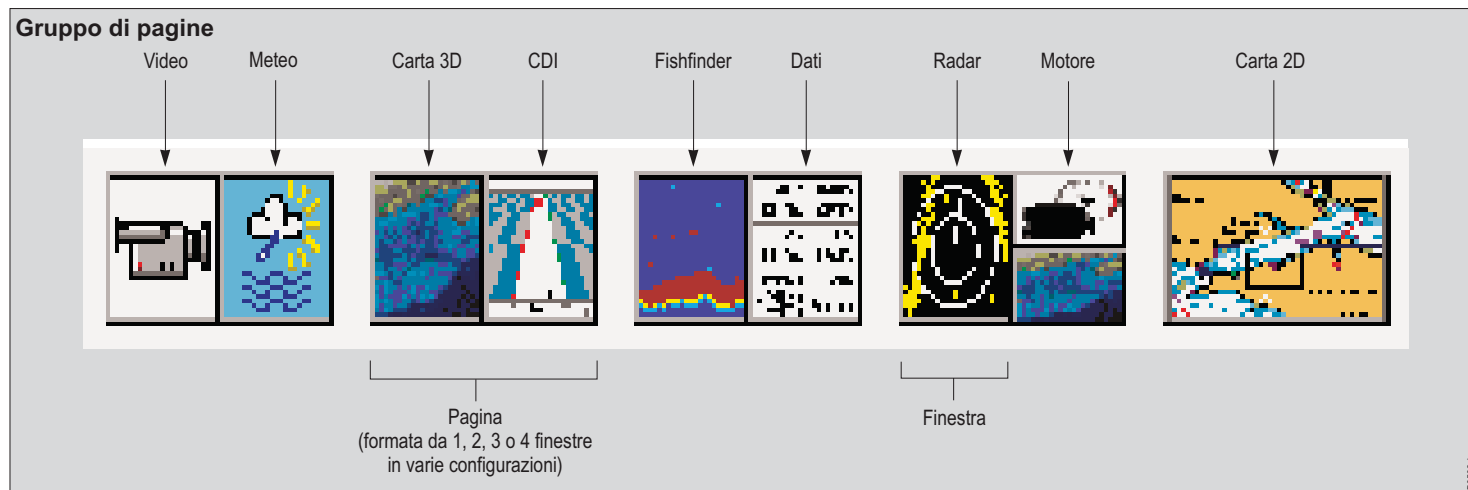 Gruppo di pagine
Video
Meteo
Carta 3D
CDI
Fishfinder
Dati
Radar
Motore
Carta 2D
Pagina
(formata da 1, 2, 3 o 4 finestre
in varie configurazioni)
Finestra